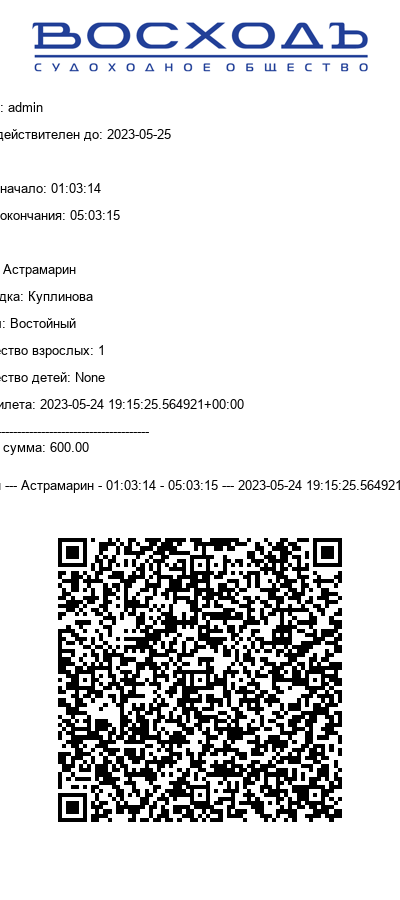 ВОСХОДЪ
СУДОХОДНОЕ ОБЩЕСТВО
: admin
действителен до: 2023-05-25
начало: 01:03:14
окончания: 05:03:15
Астрамарин
дка: Куплинова
: Востойный
ство взрослых: 1
ство детей: None
илета: 2023-05-24 19:15:25.564921+00:00
---------------------------------------
сумма: 600.00
--- Астрамарин - 01:03:14 - 05:03:15 --- 2023-05-24 19:15:25.564921